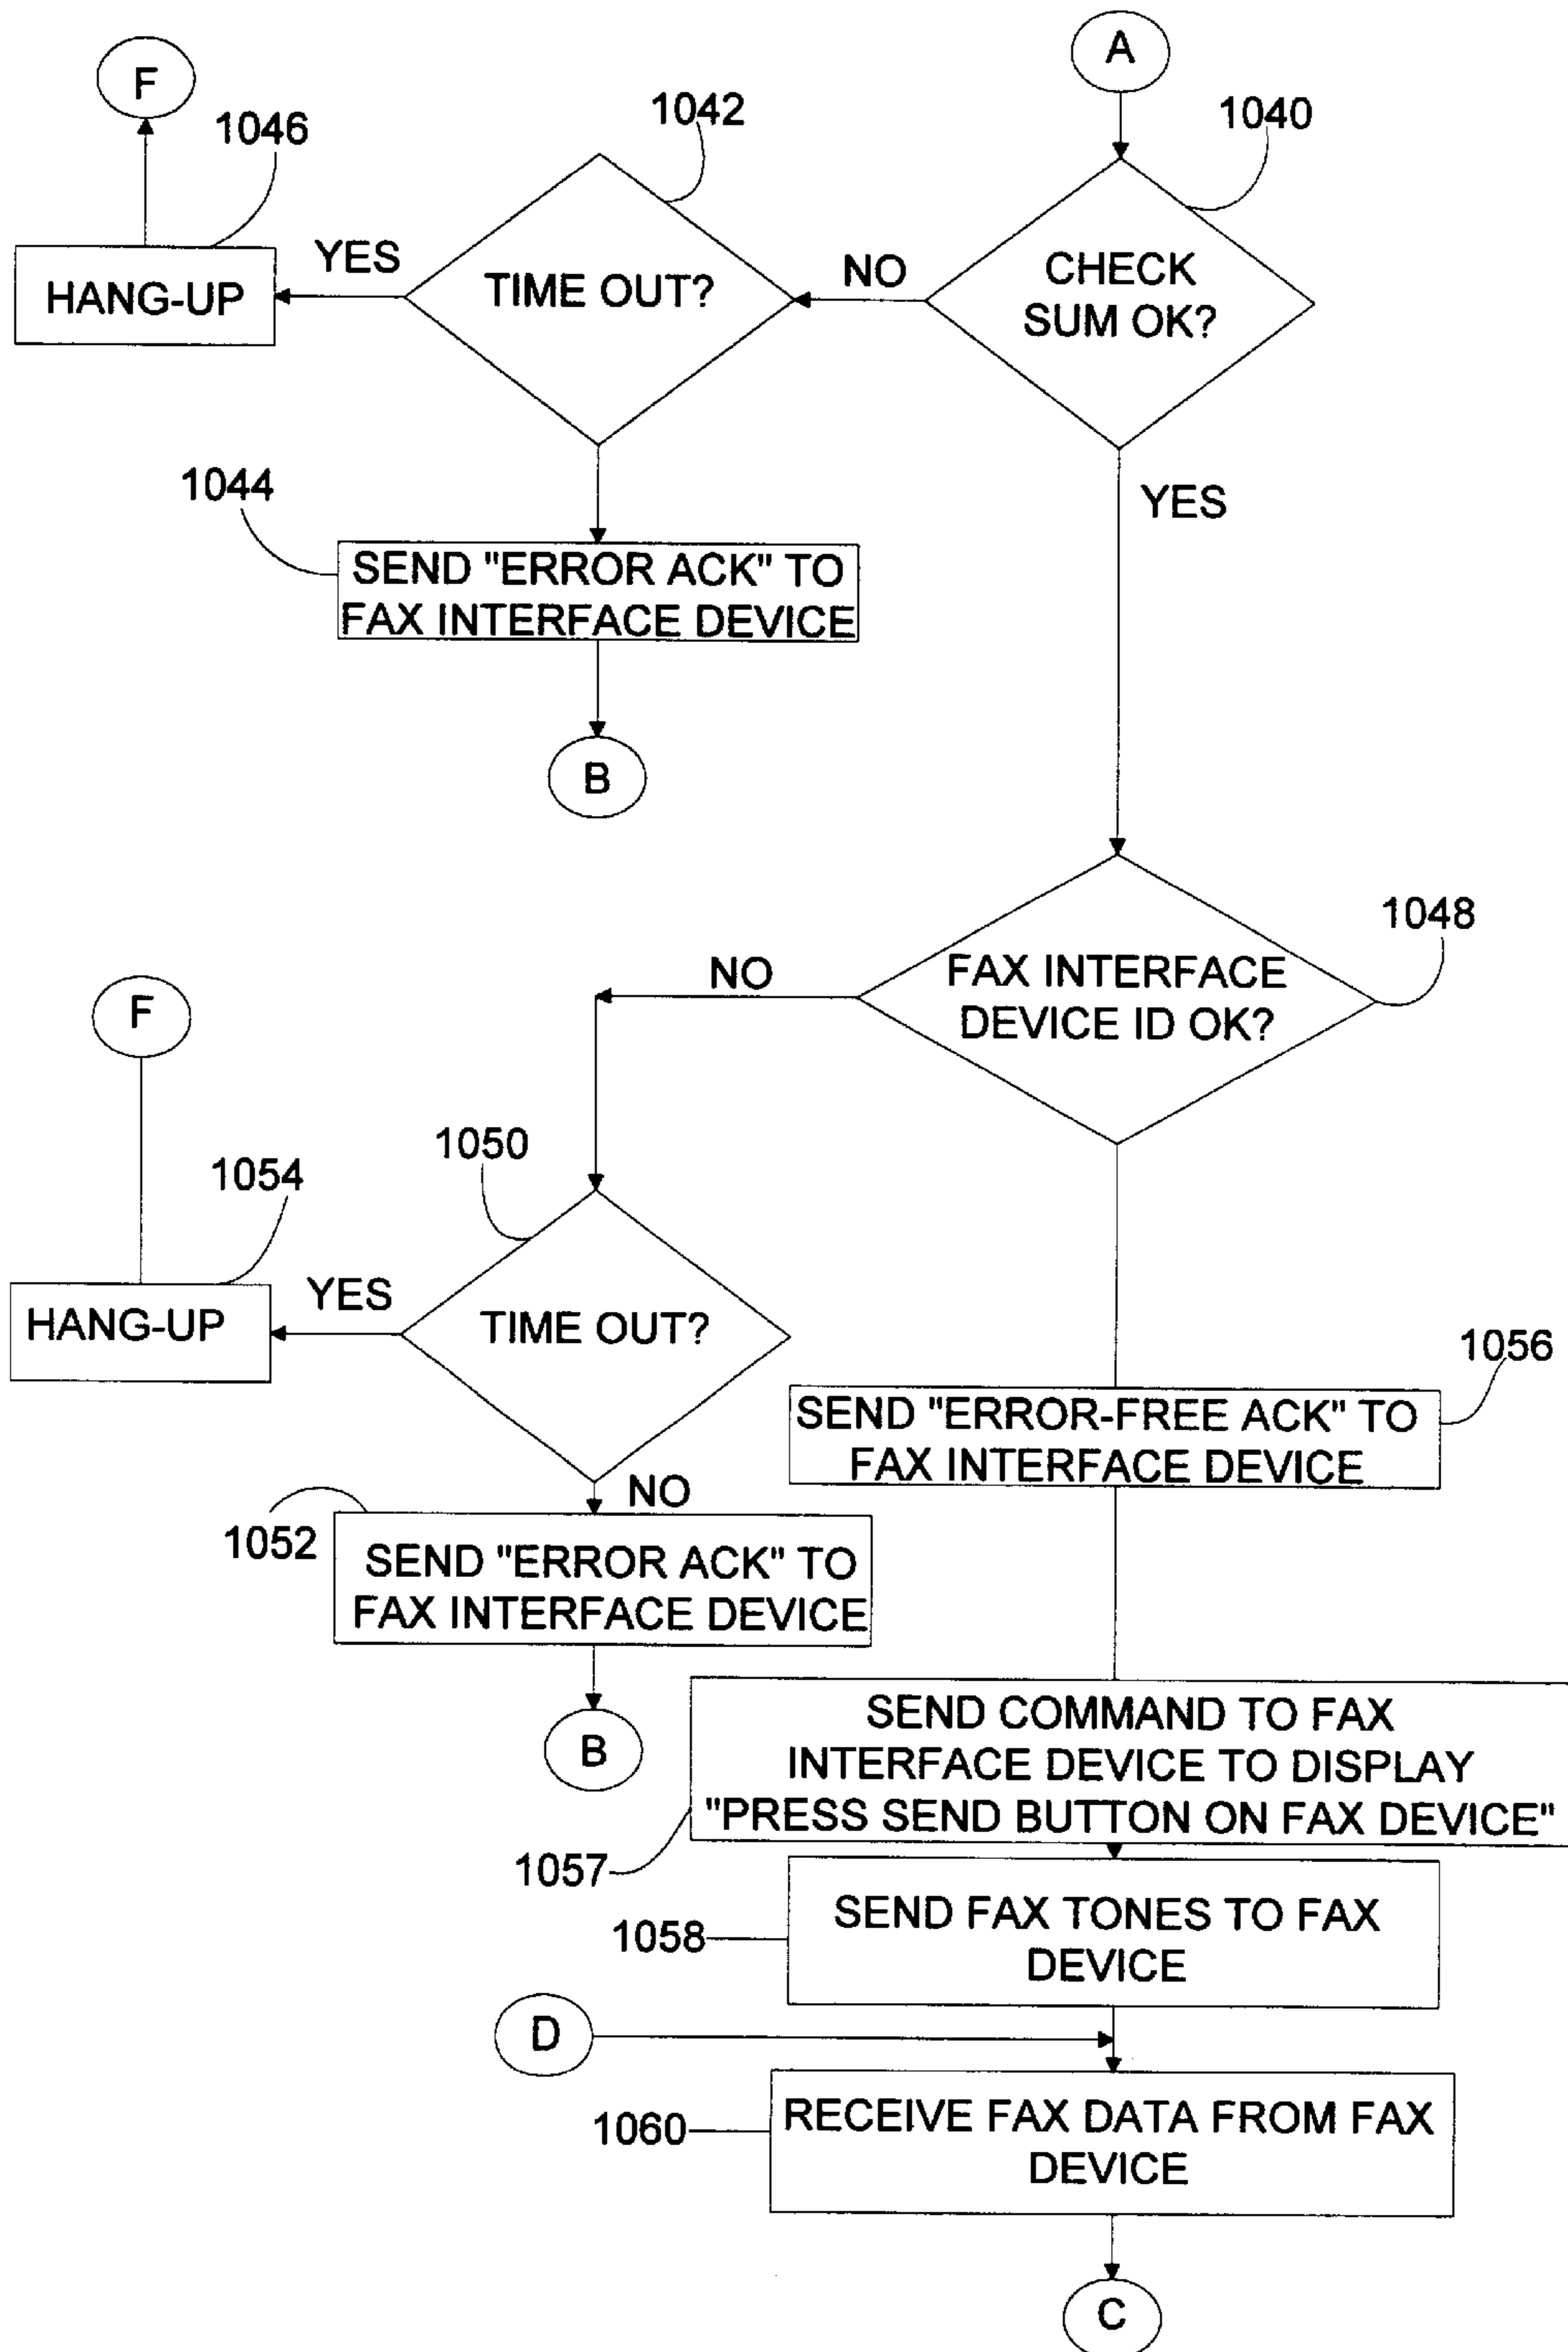 A
F
1046
1042
1040
HANG-UP
YES
TIME OUT?
NO
CHECK
SUM OK?
1044
YES
SEND "ERROR ACK" TO
FAX INTERFACE DEVICE
B
1048
NO
FAX INTERFACE
DEVICE ID OK?
F
1050
1054
HANG-UP
YES
TIME OUT?
1056
SEND "ERROR-FREE ACK" TO
FAX INTERFACE DEVICE
NO
1052
SEND "ERROR ACK" TO
FAX INTERFACE DEVICE
B
SEND COMMAND TO FAX
INTERFACE DEVICE TO DISPLAY
"PRESS SEND BUTTON ON FAX DEVICE"
1057
SEND FAX TONES TO FAX
DEVICE
1058
D
RECEIVE FAX DATA FROM FAX
DEVICE
1060
C